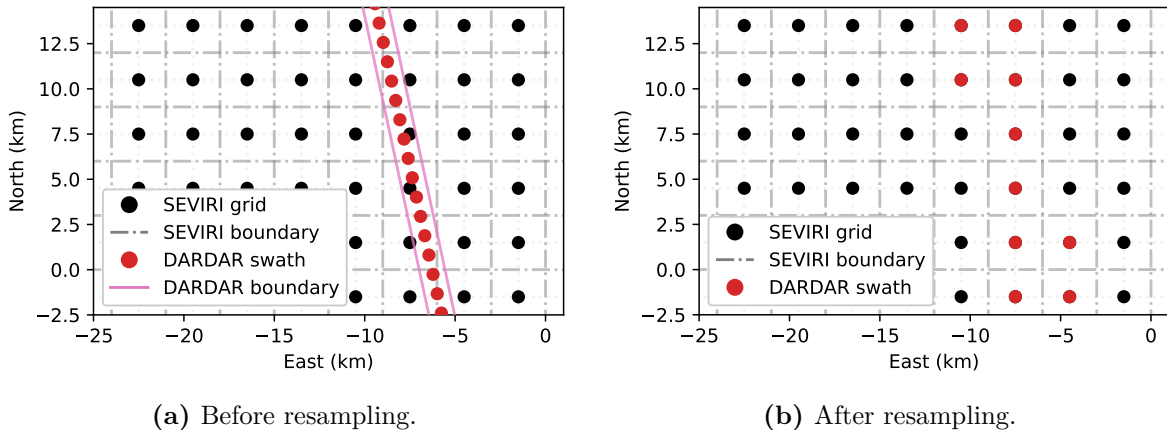 12.5
10.0
7.5
5.0
2.5
0.0
−2.5
North (km)
SEVIRI grid
SEVIRI boundary
DARDAR swath
DARDAR boundary
−25 −20 −15 −10 −5 0
East (km)
(a) Before resampling.
12.5
10.0
7.5
5.0
2.5
0.0
−2.5
North (km)
SEVIRI grid
SEVIRI boundary
DARDAR swath
−25 −20 −15 −10 −5 0
East (km)
(b) After resampling.